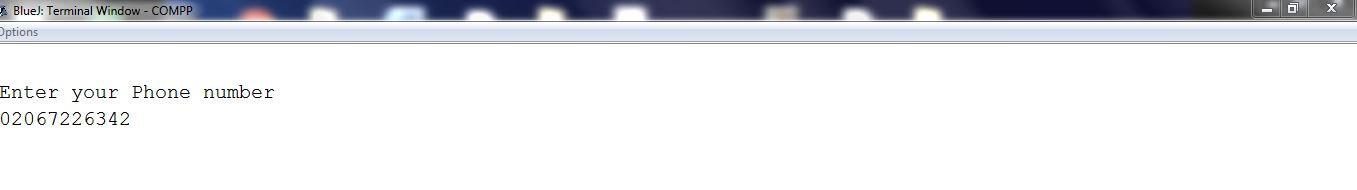 BlueJ: Terminal Window - COMPP
Options
Enter your Phone number
02067226342